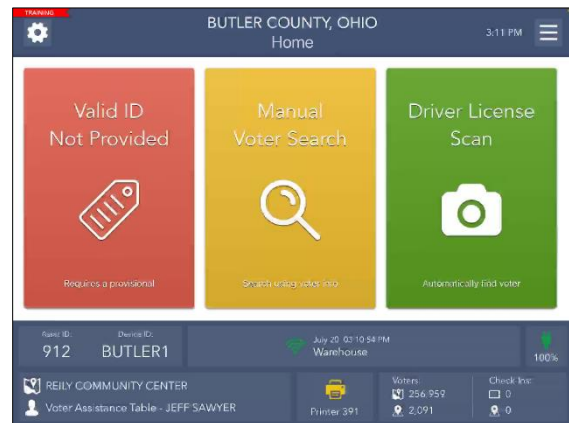 TRAINING
BUTLER COUNTY, OHIO
Home
3:11 PM
Valid ID
Not Provided
Requires a provisional
Manual
Voter Search
Search using voter info
Driver License
Scan
Automatically find voter
Device ID:
912 BUTLER1
July 20 03:10:54 PM
Warehouse
100%
REILY COMMUNITY CENTER
Voter Assistance Table - JEFF SAWYER
Printer 391
Voters:
256,959
2,091
Check Ins:
0
0